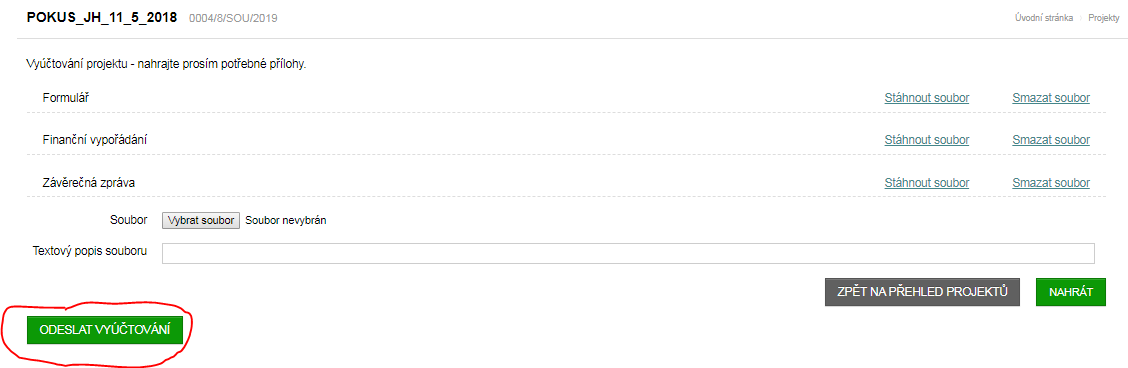 POKUS_JH_11_5_2018 0004/8/SOU/2019 Úvodní stránka Projekty
Vyúčtování projektu - nahrajte prosím potřebné přílohy.
Formulář Stáhnout soubor Smazat soubor
Finanční vypořádání Stáhnout soubor Smazat soubor
Závěrečná zpráva Stáhnout soubor Smazat soubor
Soubor Vybrat soubor Soubor nevybrán
Textový popis souboru
ZPĚT NA PŘEHLED PROJEKTŮ NAHRÁT
ODESLAT VYÚČTOVÁNÍ